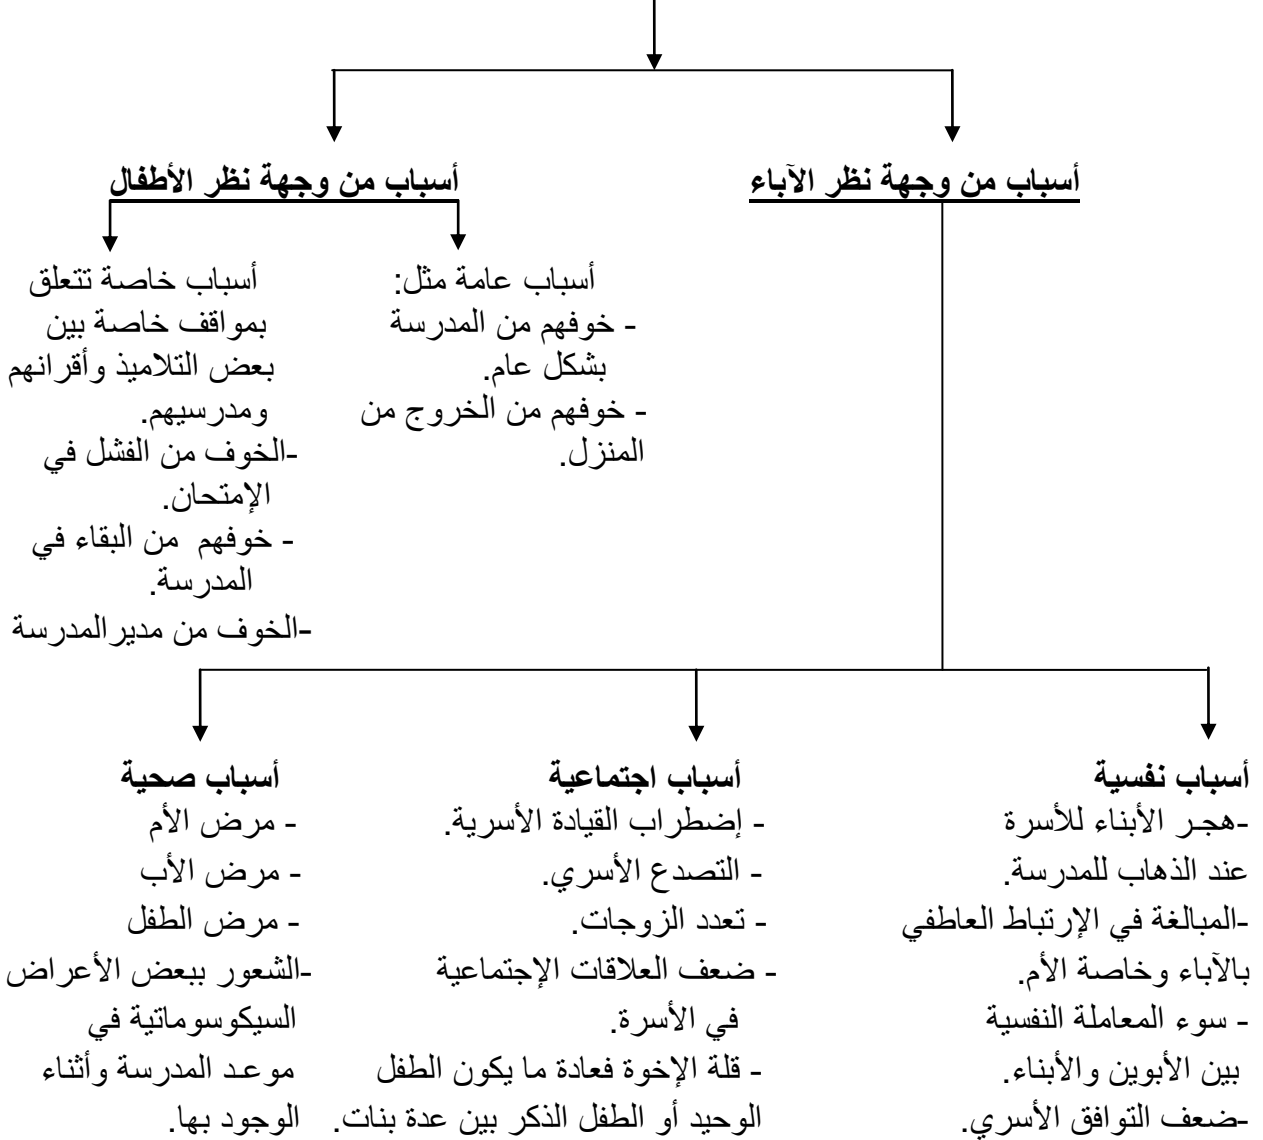 أسباب من وجهة نظر الآباء
أسباب من وجهة نظر الأطفال
أسباب عامة مثل:
- خوفهم من المدرسة
بشكل عام.
- خوفهم من الخروج من
المنزل.
أسباب خاصة تتعلق
بمواقف خاصة بين
بعض التلاميذ وأقرانهم
ومدرسيهم.
-الخوف من الفشل في
الإمتحان.
- خوفهم من البقاء في
المدرسة.
-الخوف من مديرالمدرسة
أسباب نفسية
-هجر الأبناء للأسرة
عند الذهاب للمدرسة.
-المبالغة في الإرتباط العاطفي
بالآباء وخاصة الأم.
- سوء المعاملة النفسية
بين الأبوين والأبناء.
-ضعف التوافق الأسري.
أسباب اجتماعية
- إضطراب القيادة الأسرية.
- التصدع الأسري.
- تعدد الزوجات.
- ضعف العلاقات الإجتماعية
في الأسرة.
- قلة الإخوة فعادة ما يكون الطفل
الوحيد أو الطفل الذكر بين عدة بنات.
أسباب صحية
- مرض الأم
- مرض الأب
- مرض الطفل
-الشعور ببعض الأعراض
السيكوسوماتية في
موعد المدرسة وأثناء
الوجود بها.